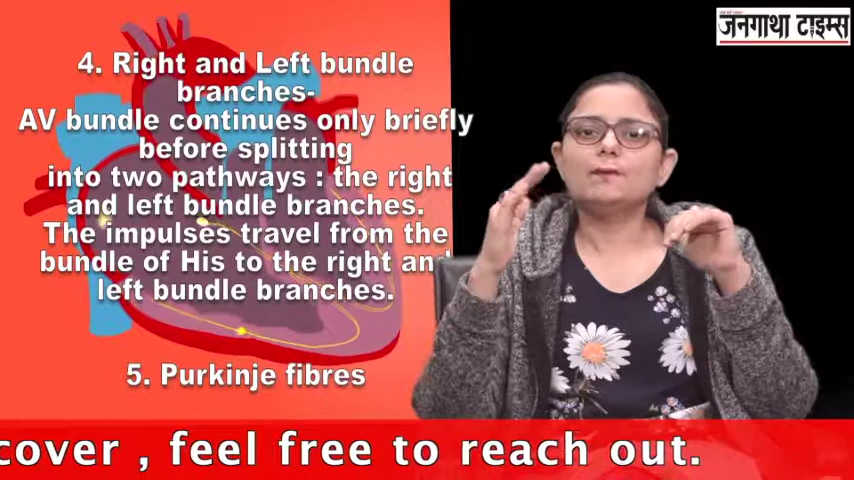 जनगाथा टाइम्स
4. Right and Left bundle
branches-
AV bundle continues only briefly
before splitting
into two pathways : the right
and left bundle branches.
The impulses travel from the
bundle of His to the right and
left bundle branches.
5. Purkinje fibres
cover , feel free to reach out.